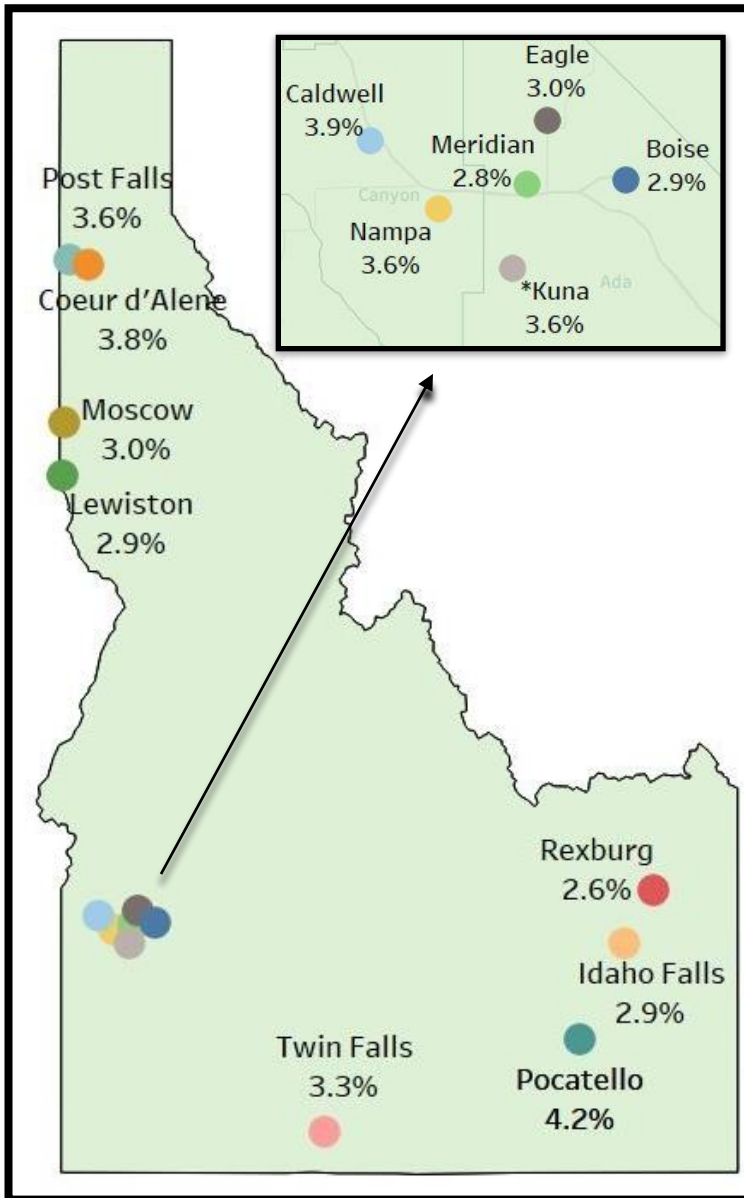 Eagle
3.0%
Caldwell
3.9%
Meridian
2.8%
Boise
2.9%
Canyon
Nampa
3.6%
*Kuna
3.6%
Ada
Post Falls
3.6%
Coeur d’Alene
3.8%
Moscow
3.0%
Lewiston
2.9%
Rexburg
2.6%
Idaho Falls
2.9%
Twin Falls
3.3%
Pocatello
4.2%